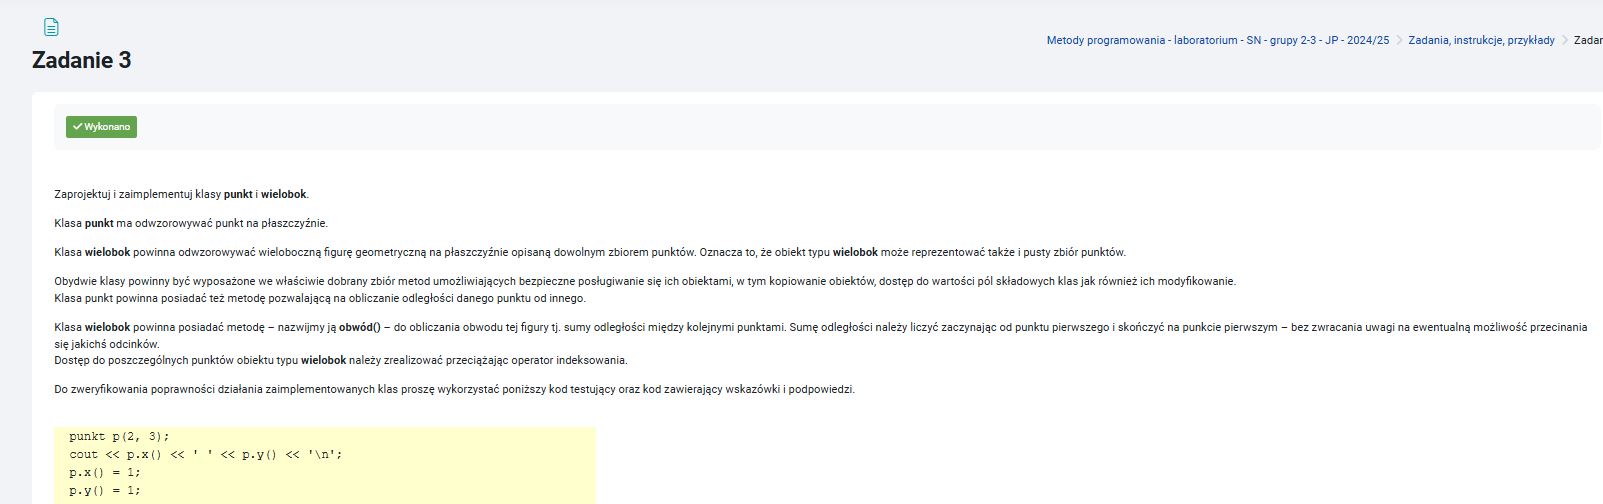 Metody programowania - laboratorium - SN - grupy 2-3 - JP - 2024/25 > Zadania, instrukcje, przykłady > Zadan
Zadanie 3
Wykonano
Zaprojektuj i zaimplementuj klasy punkt i wielobok.
Klasa punkt ma odwzorowywać punkt na płaszczyźnie.
Klasa wielobok powinna odwzorowywać wieloboczną figurę geometryczną na płaszczyźnie opisaną dowolnym zbiorem punktów. Oznacza to, że obiekt typu wielobok może reprezentować także i pusty zbiór punktów.
Obydwie klasy powinny być wyposażone we właściwie dobrany zbiór metod umożliwiających bezpieczne posługiwanie się ich obiektami, w tym kopiowanie obiektów, dostęp do wartości pól składowych klas jak również ich modyfikowanie.
Klasa punkt powinna posiadać też metodę pozwalającą na obliczanie odległości danego punktu od innego.
Klasa wielobok powinna posiadać metodę – nazwijmy ją obwód() – do obliczania obwodu tej figury tj. sumy odległości między kolejnymi punktami. Sumę odległości należy liczyć zaczynając od punktu pierwszego i skończyć na punkcie pierwszym – bez zwracania uwagi na ewentualną możliwość przecinania
się jakichś odcinków.
Dostęp do poszczególnych punktów obiektu typu wielobok należy zrealizować przeciążając operator indeksowania.
Do zweryfikowania poprawności działania zaimplementowanych klas proszę wykorzystać poniższy kod testujący oraz kod zawierający wskazówki i podpowiedzi.
punkt p(2, 3);
cout << p.x() << ' ' << p.y() << '\n';
p.x() = 1;
p.y() = 1;